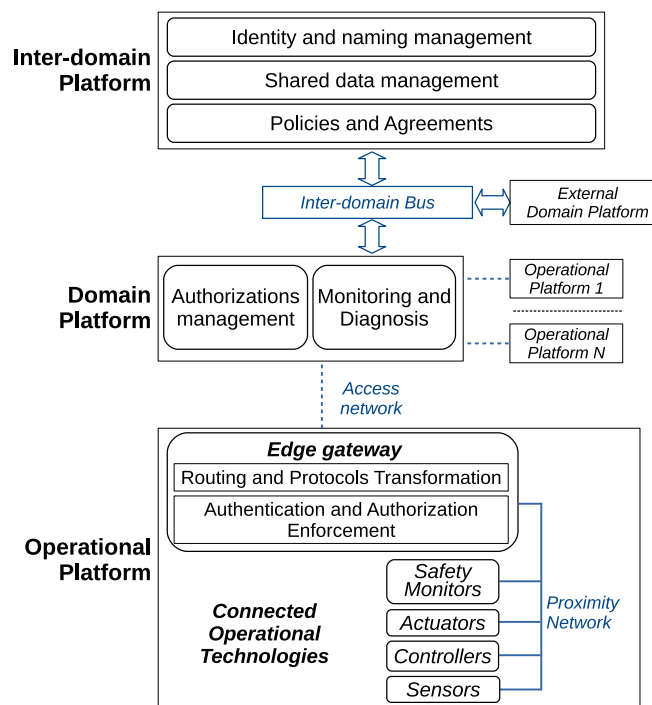 Inter-domain
Platform
Identity and naming management
Shared data management
Policies and Agreements
Inter-domain Bus
External
Domain Platform
Domain
Platform
Authorizations
management
Monitoring and
Diagnosis
Operational
Platform 1
Operational
Platform N
Access
network
Operational
Platform
Edge gateway
Routing and Protocols Transformation
Authentication and Authorization
Enforcement
Connected
Operational
Technologies
Safety
Monitors
Actuators
Controllers
Sensors
Proximity
Network